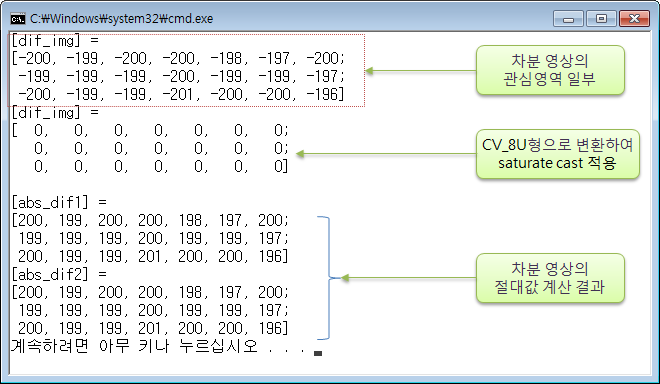 C:₩Windows₩system32₩cmd.exe
[dif_img] =
[-200, -199, -200, -200, -198, -197, -200;
-199, -199, -199, -200, -199, -199, -197;
-200, -199, -199, -201, -200, -200, -196]
[dif_img] =
[  0,   0,   0,   0,   0,   0,   0;
0,   0,   0,   0,   0,   0,   0;
0,   0,   0,   0,   0,   0,   0]
[abs_dif1] =
[200, 199, 200, 200, 198, 197, 200;
199, 199, 199, 200, 199, 199, 197;
200, 199, 199, 201, 200, 200, 196]
[abs_dif2] =
[200, 199, 200, 200, 198, 197, 200;
199, 199, 199, 200, 199, 199, 197;
200, 199, 199, 201, 200, 200, 196]
계속하려면 아무 키나 누르십시오 . . .
차분 영상의
관심영역 일부
CV_8U형으로 변환하여
saturate cast 적용
차분 영상의
절대값 계산 결과